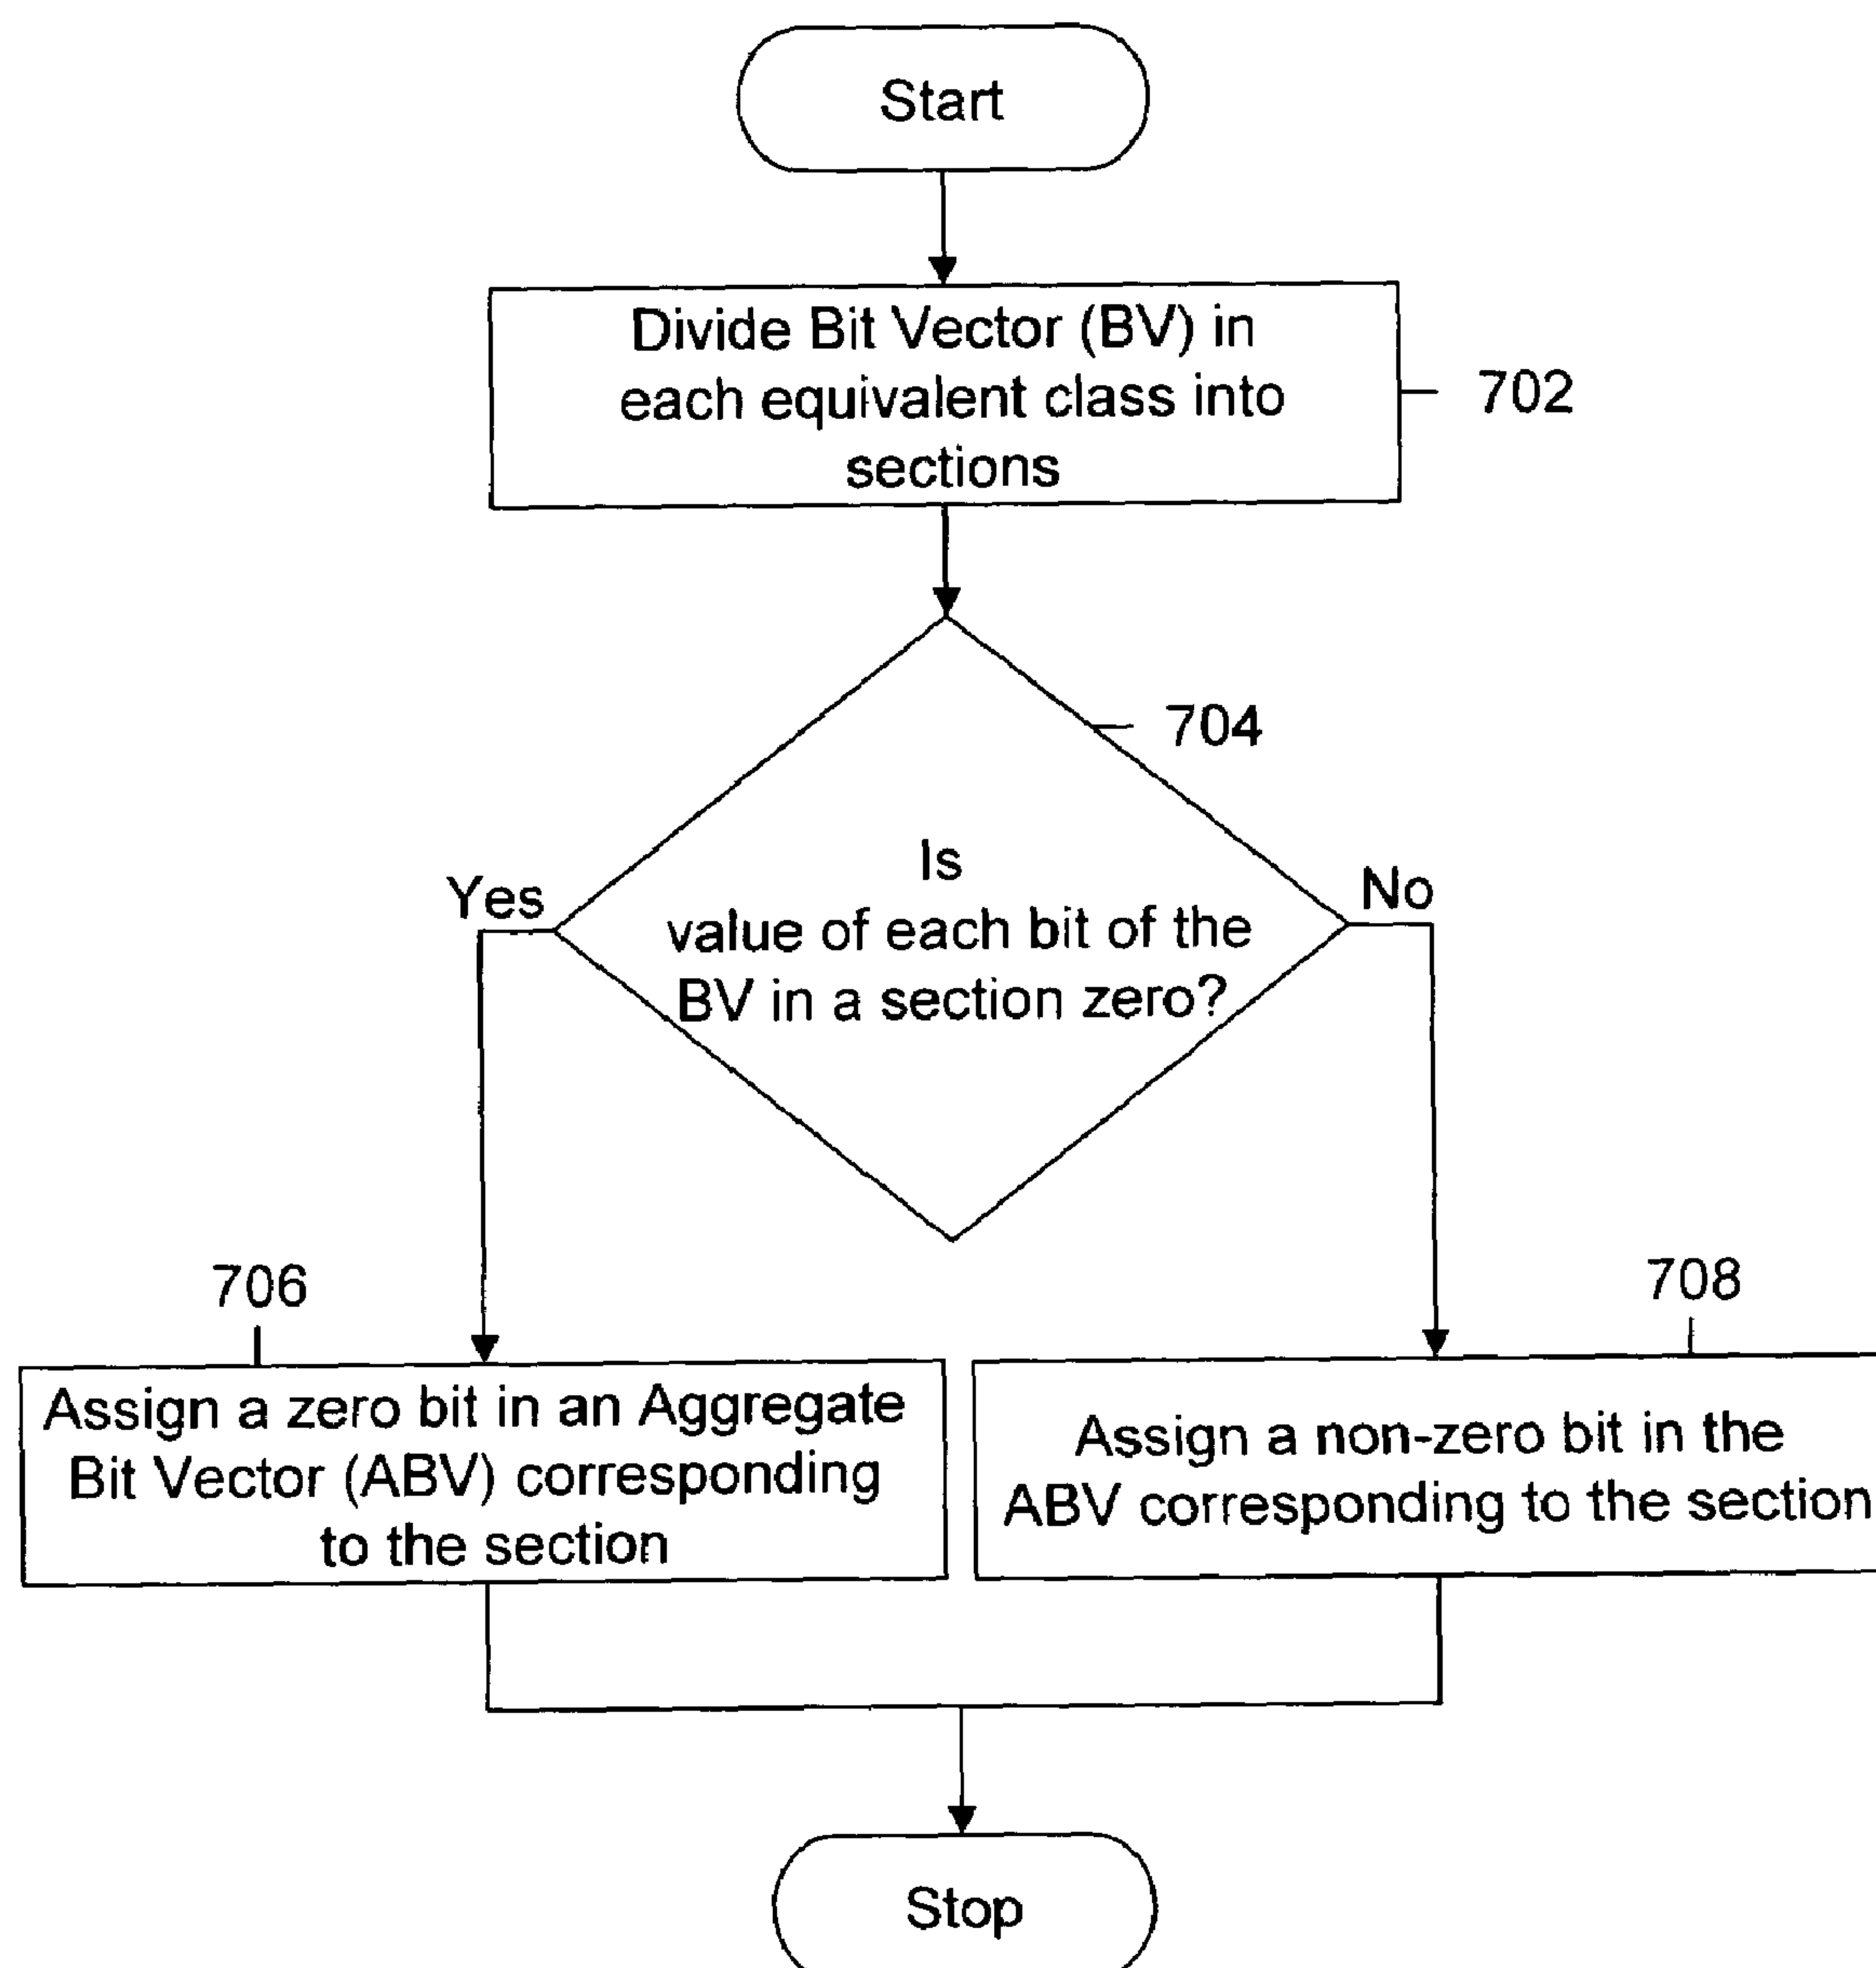 Start
Divide Bit Vector (BV) in
each equivalent class into
sections
702
704
Is
value of each bit of the
BV in a section zero?
Yes
No
706
708
Assign a zero bit in an Aggregate
Bit Vector (ABV) corresponding
to the section
Assign a non-zero bit in the
ABV corresponding to the section
Stop